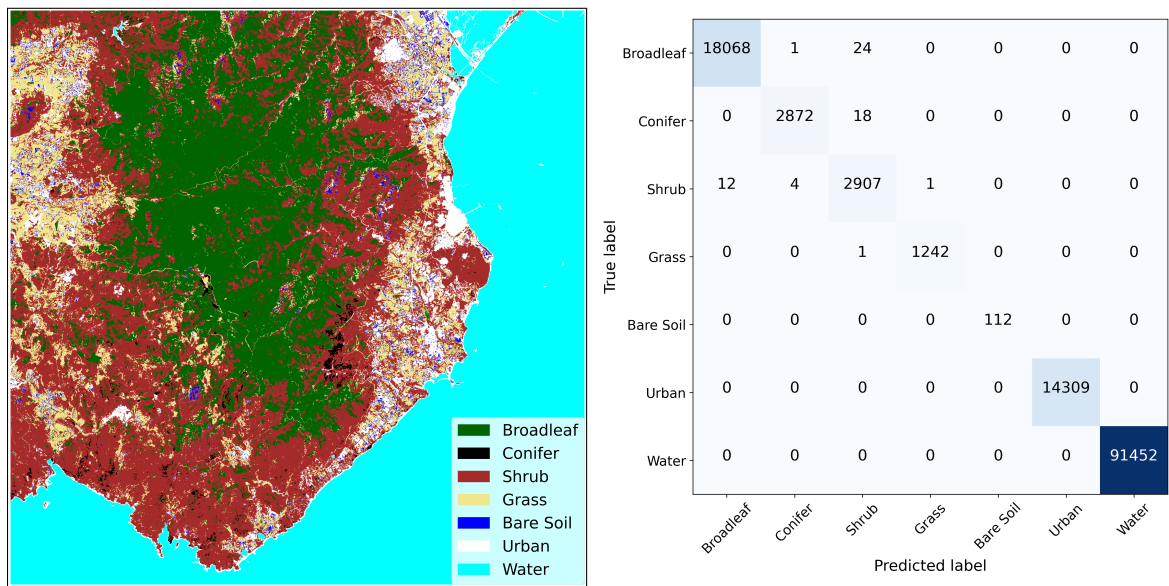 Broadleaf
Conifer
Shrub
Grass
Bare Soil
Urban
Water
True label
Broadleaf 18068 1 24 0 0 0 0
Conifer 0 2872 18 0 0 0 0
Shrub 12 4 2907 1 0 0 0
Grass 0 0 1 1242 0 0 0
Bare Soil 0 0 0 0 112 0 0
Urban 0 0 0 0 0 14309 0
Water 0 0 0 0 0 0 91452
Broadleaf Conifer Shrub Grass Bare Soil Urban Water
Predicted label